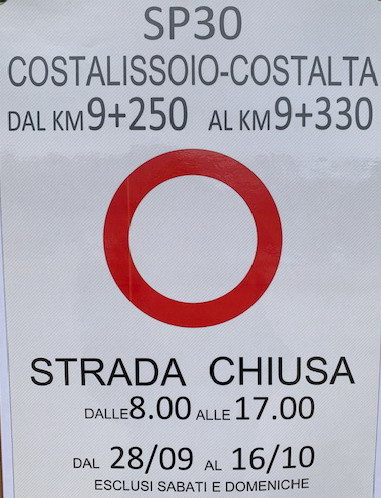 SP30
COSTALISSOIO-COSTALTA
DAL KM 9+250 AL KM 9+330
STRADA CHIUSA
DALLE 8.00 ALLE 17.00
DAL 28/09 AL 16/10
ESCLUSI SABATI E DOMENICHE